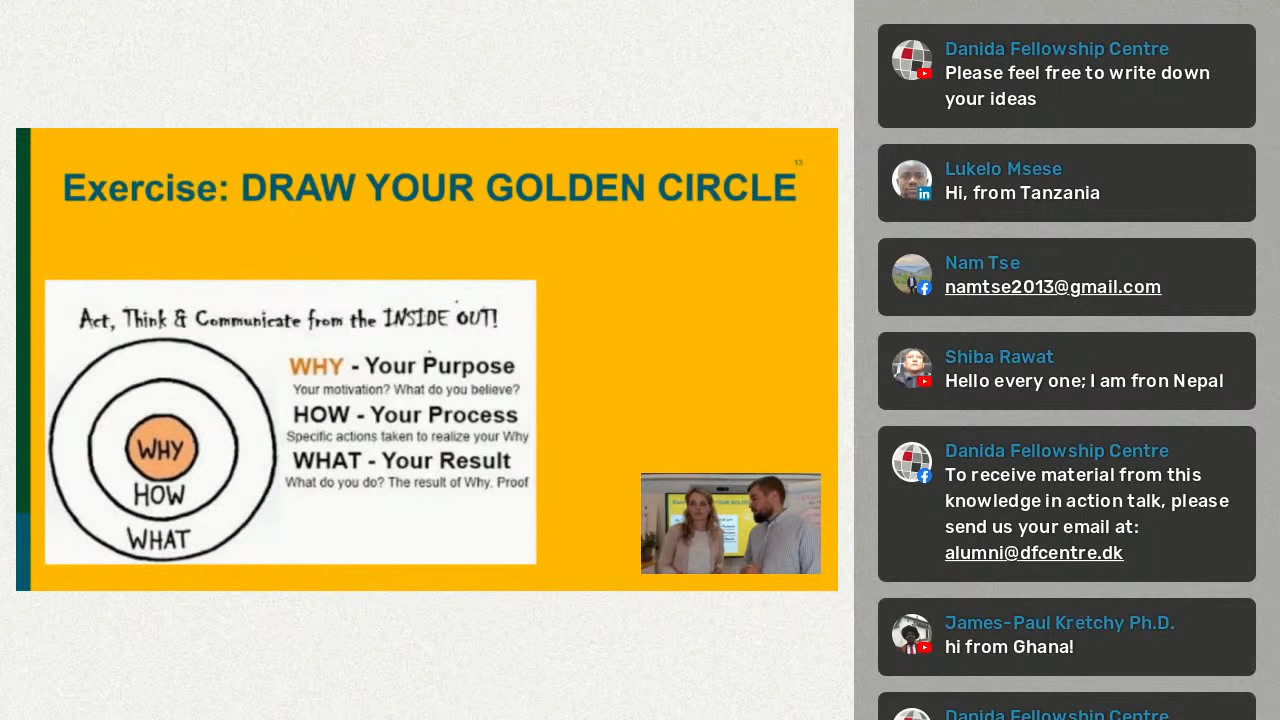 13
Exercise: DRAW YOUR GOLDEN CIRCLE
Act, Think & Communicate from the INSIDE OUT!
WHY - Your Purpose
Your motivation? What do you believe?
HOW - Your Process
Specific actions taken to realize your Why
WHAT - Your Result
What do you do? The result of Why. Proof
WHY
HOW
WHAT
Danida Fellowship Centre
Please feel free to write down
your ideas
Lukelo Msese
Hi, from Tanzania
Nam Tse
namtse2013@gmail.com
Shiba Rawat
Hello every one; I am fron Nepal
Danida Fellowship Centre
To receive material from this
knowledge in action talk, please
send us your email at:
alumni@dfcentre.dk
James-Paul Kretchy Ph.D.
hi from Ghana!
Danida Fellowship Centre